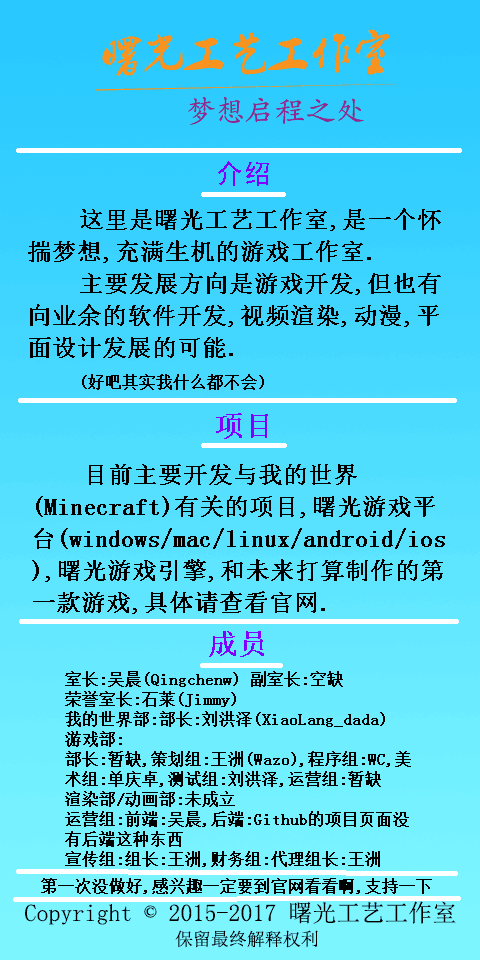 曙光工艺工作室
梦想启程之处
介绍
这里是曙光工艺工作室,是一个怀
揣梦想,充满生机的游戏工作室.
主要发展方向是游戏开发,但也有
向业余的软件开发,视频渲染,动漫,平
面设计发展的可能.
(好吧其实我什么都不会)
项目
目前主要开发与我的世界
(Minecraft)有关的项目,曙光游戏平
台(windows/mac/linux/android/ios
),曙光游戏引擎,和未来打算制作的第
一款游戏,具体请查看官网.
成员
室长:吴晨(Qingchenw) 副室长:空缺
荣誉室长:石莱(Jimmy)
我的世界部:部长:刘洪泽(XiaoLang_dada)
游戏部:
部长:暂缺,策划组:王洲(Wazo),程序组:WC,美
术组:单庆卓,测试组:刘洪泽,运营组:暂缺
渲染部/动画部:未成立
运营组:前端:吴晨,后端:Github的项目页面没
有后端这种东西
宣传组:组长:王洲,财务组:代理组长:王洲
第一次没做好,感兴趣一定要到官网看看啊,支持一下
Copyright © 2015-2017 曙光工艺工作室
保留最终解释权利